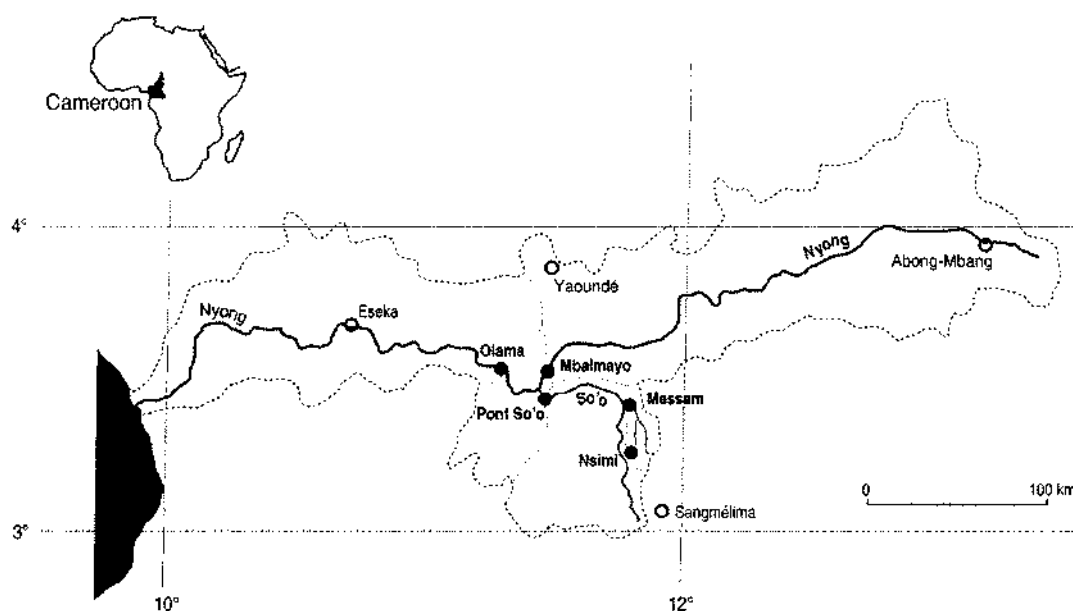 Cameroon
4°
Nyong
Abong-Mbang
Yaoundé
Nyong
Eseka
Olama
Mbalmayo
So'o
Messam
Pont So'o
Nsimi
0
100 km
Sangmélima
3°
10°
12°